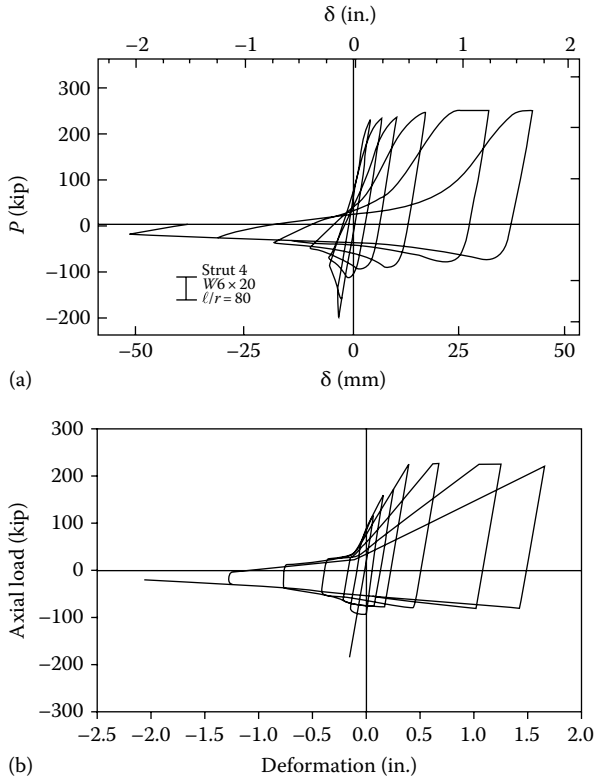 δ (in.)
−2 −1 0 1 2
300
200
100
0
−100
−200
P (kip)
Strut 4
W6 × 20
ℓ/r = 80
−50 −25 0 25 50
(a)
δ (mm)
300
200
100
0
−100
−200
−300
Axial load (kip)
−2.5 −2.0 −1.5 −1.0 −0.5 0.0 0.5 1.0 1.5 2.0
(b)
Deformation (in.)